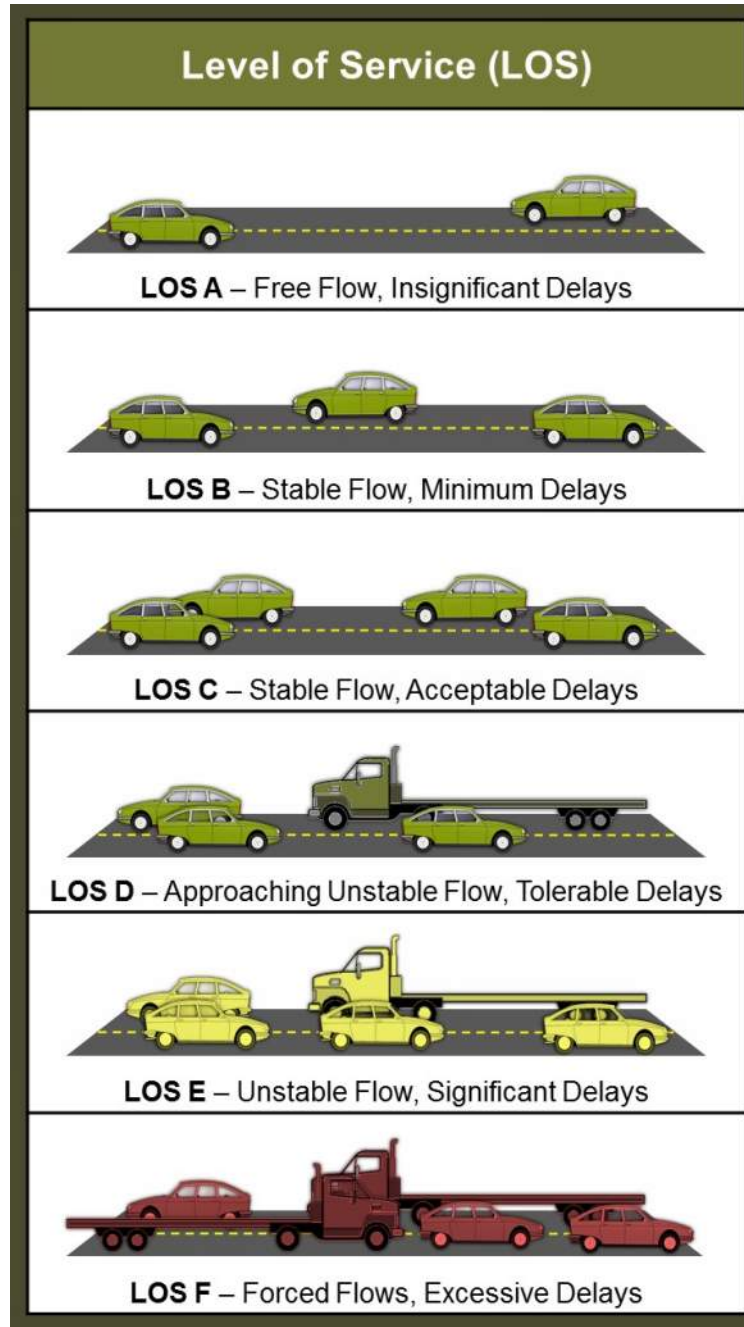 Level of Service (LOS)
LOS A – Free Flow, Insignificant Delays
LOS B – Stable Flow, Minimum Delays
LOS C – Stable Flow, Acceptable Delays
LOS D – Approaching Unstable Flow, Tolerable Delays
LOS E – Unstable Flow, Significant Delays
LOS F – Forced Flows, Excessive Delays